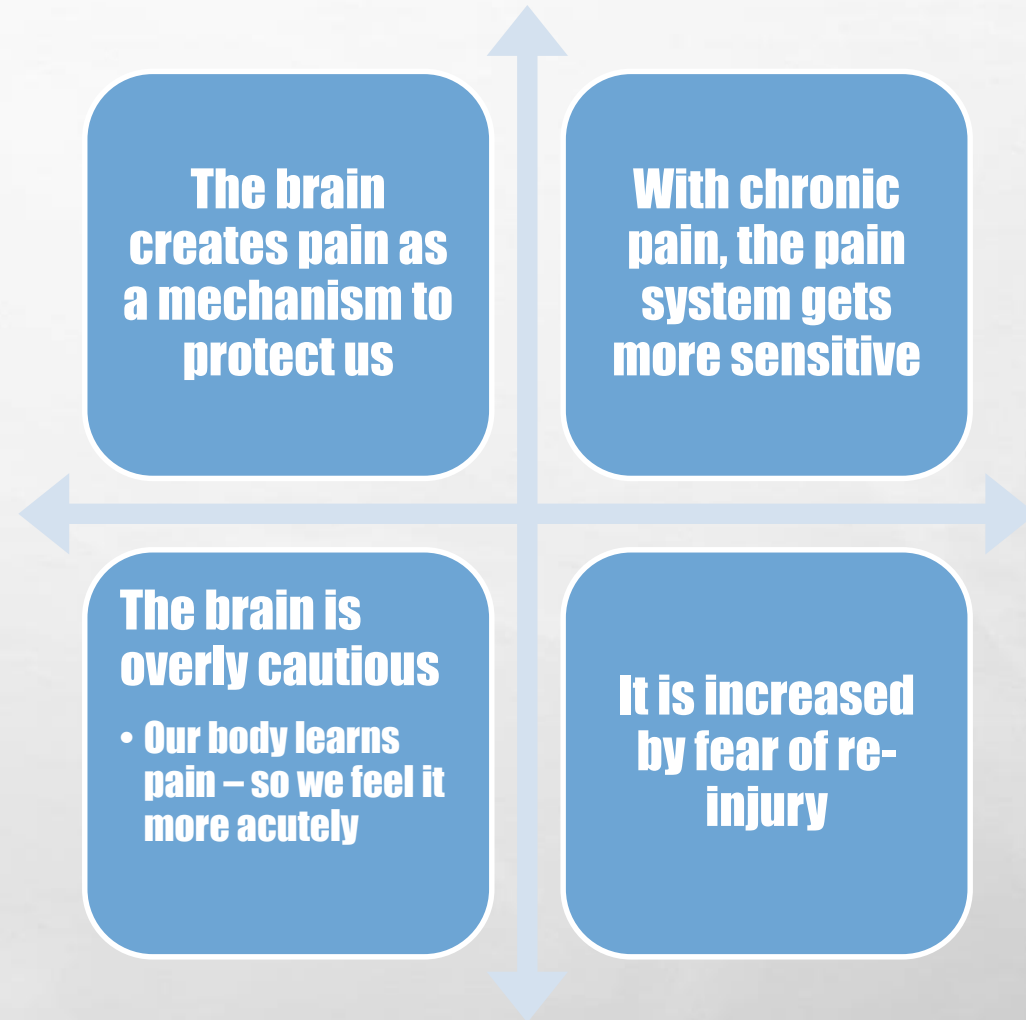 The brain
creates pain as
a mechanism to
protect us
With chronic
pain, the pain
system gets
more sensitive
The brain is
overly cautious
• Our body learns
pain – so we feel it
more acutely
It is increased
by fear of re-
injury